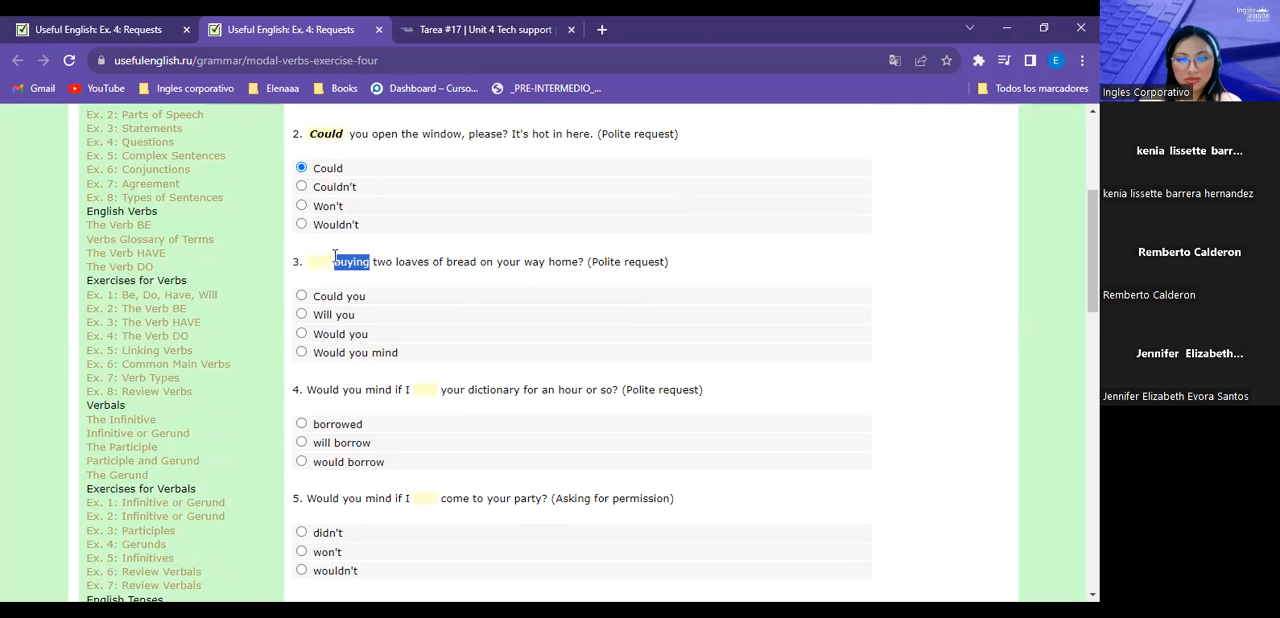 Useful English: Ex. 4: Requests
Useful English: Ex. 4: Requests
Tarea #17 | Unit 4 Tech support
usefulenglish.ru/grammar/modal-verbs-exercise-four
E
Gmail
YouTube
Ingles corporativo
Elenaaa
Books
Dashboard – Curso...
_PRE-INTERMEDIO_...
Todos los marcadores
Ex. 2: Parts of Speech
Ex. 3: Statements
Ex. 4: Questions
Ex. 5: Complex Sentences
Ex. 6: Conjunctions
Ex. 7: Agreement
Ex. 8: Types of Sentences
English Verbs
The Verb BE
Verbs Glossary of Terms
The Verb HAVE
The Verb DO
Exercises for Verbs
Ex. 1: Be, Do, Have, Will
Ex. 2: The Verb BE
Ex. 3: The Verb HAVE
Ex. 4: The Verb DO
Ex. 5: Linking Verbs
Ex. 6: Common Main Verbs
Ex. 7: Verb Types
Ex. 8: Review Verbs
Verbals
The Infinitive
Infinitive or Gerund
The Participle
Participle and Gerund
The Gerund
Exercises for Verbals
Ex. 1: Infinitive or Gerund
Ex. 2: Infinitive or Gerund
Ex. 3: Participles
Ex. 4: Gerunds
Ex. 5: Infinitives
Ex. 6: Review Verbals
Ex. 7: Review Verbals
English Tenses
2. Could you open the window, please? It's hot in here. (Polite request)
Could
Couldn't
Won't
Wouldn't
3. buying two loaves of bread on your way home? (Polite request)
Could you
Will you
Would you
Would you mind
4. Would you mind if I your dictionary for an hour or so? (Polite request)
borrowed
will borrow
would borrow
5. Would you mind if I come to your party? (Asking for permission)
didn't
won't
wouldn't
Ingles Corporativo
kenia lissette barr...
kenia lissette barrera hernandez
Remberto Calderon
Remberto Calderon
Jennifer Elizabeth...
Jennifer Elizabeth Evora Santos